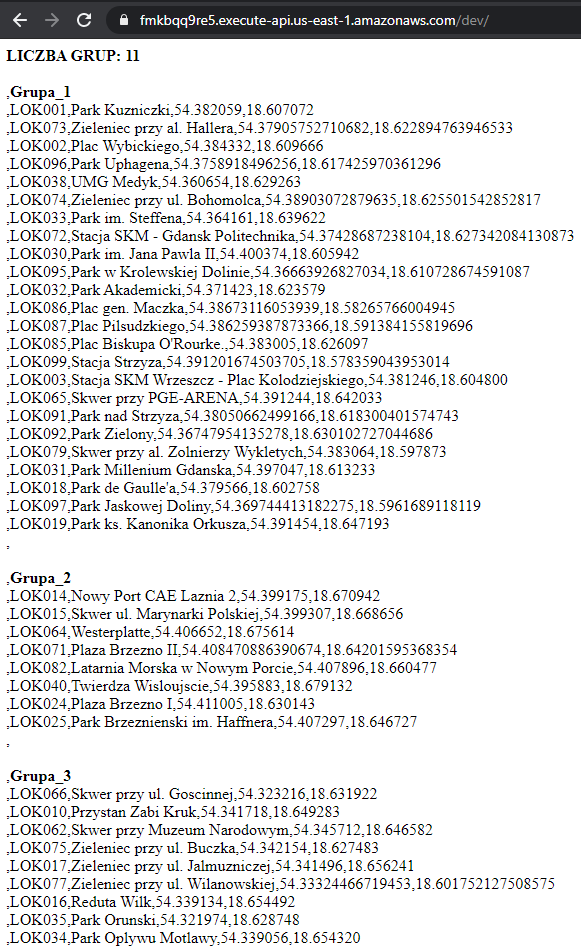 fmkbqq9re5.execute-api.us-east-1.amazonaws.com/dev/
LICZBA GRUP: 11
,Grupa_1
,LOK001,Park Kuzniczki,54.382059,18.607072
,LOK073,Zieleniec przy al. Hallera,54.37905752710682,18.622894763946533
,LOK002,Plac Wybickiego,54.384332,18.609666
,LOK096,Park Uphagena,54.3758918496256,18.617425970361296
,LOK038,UMG Medyk,54.360654,18.629263
,LOK074,Zieleniec przy ul. Bohomolca,54.38903072879635,18.625501542852817
,LOK033,Park im. Steffena,54.364161,18.639622
,LOK072,Stacja SKM - Gdansk Politechnika,54.37428687238104,18.627342084130873
,LOK030,Park im. Jana Pawla II,54.400374,18.605942
,LOK095,Park w Krolewskiej Dolinie,54.36663926827034,18.610728674591087
,LOK032,Park Akademicki,54.371423,18.623579
,LOK086,Plac gen. Maczka,54.38673116053939,18.58265766004945
,LOK087,Plac Pilsudzkiego,54.386259387873366,18.591384155819696
,LOK085,Plac Biskupa O'Rourke.,54.383005,18.626097
,LOK099,Stacja Strzyza,54.391201674503705,18.578359043953014
,LOK003,Stacja SKM Wrzeszcz - Plac Kolodziejskiego,54.381246,18.604800
,LOK065,Skwer przy PGE-ARENA,54.391244,18.642033
,LOK091,Park nad Strzyza,54.38050662499166,18.618300401574743
,LOK092,Park Zielony,54.36747954135278,18.630102727044686
,LOK079,Skwer przy al. Zolnierzy Wykletych,54.383064,18.597873
,LOK031,Park Millenium Gdanska,54.397047,18.613233
,LOK018,Park de Gaulle'a,54.379566,18.602758
,LOK097,Park Jaskowej Doliny,54.369744413182275,18.5961689118119
,LOK019,Park ks. Kanonika Orkusza,54.391454,18.647193
,
,Grupa_2
,LOK014,Nowy Port CAE Laznia 2,54.399175,18.670942
,LOK015,Skwer ul. Marynarki Polskiej,54.399307,18.668656
,LOK064,Westerplatte,54.406652,18.675614
,LOK071,Plaza Brzezno II,54.408470886390674,18.64201595368354
,LOK082,Latarnia Morska w Nowym Porcie,54.407896,18.660477
,LOK040,Twierdza Wisloujscie,54.395883,18.679132
,LOK024,Plaza Brzezno I,54.411005,18.630143
,LOK025,Park Brzeznienski im. Haffnera,54.407297,18.646727
,
,Grupa_3
,LOK066,Skwer przy ul. Goscinnej,54.323216,18.631922
,LOK010,Przystan Zabi Kruk,54.341718,18.649283
,LOK062,Skwer przy Muzeum Narodowym,54.345712,18.646582
,LOK075,Zieleniec przy ul. Buczka,54.342154,18.627483
,LOK017,Zieleniec przy ul. Jalmuzniczej,54.341496,18.656241
,LOK077,Zieleniec przy ul. Wilanowskiej,54.33324466719453,18.601752127508575
,LOK016,Reduta Wilk,54.339134,18.654492
,LOK035,Park Orunski,54.321974,18.628748
,LOK034,Park Oplywu Motlawy,54.339056,18.654320